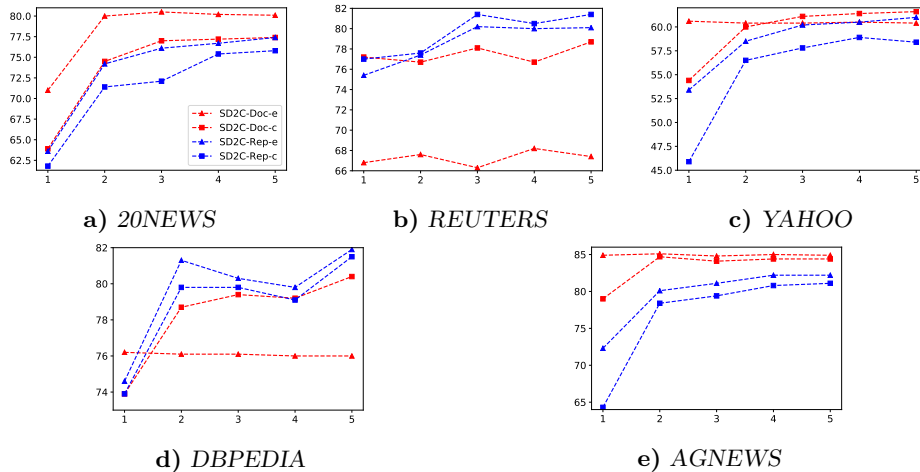 77.5
75.0
72.5
70.0
67.5
65.0
62.5
80.0
1 2 3 4 5
SD2C-Doc-e
SD2C-Doc-c
SD2C-Rep-e
SD2C-Rep-c
a) 20NEWS
82
80
78
76
74
72
70
68
66
1 2 3 4 5
b) REUTERS
60.0
57.5
55.0
52.5
50.0
47.5
45.0
1 2 3 4 5
c) YAHOO
82
80
78
76
74
1 2 3 4 5
d) DBPEDIA
85
80
75
70
65
1 2 3 4 5
e) AGNEWS